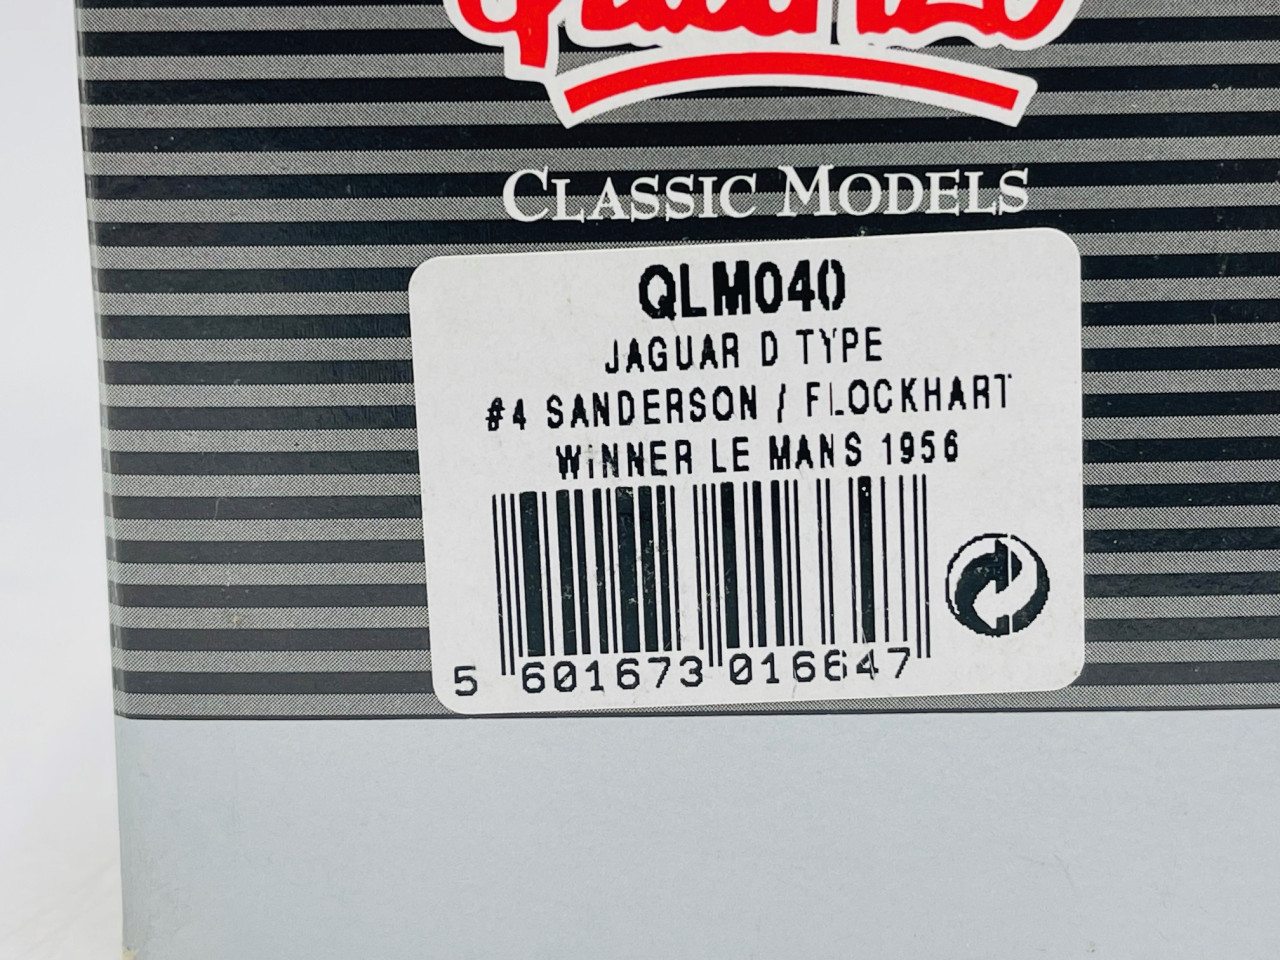 CLASSIC MODELS
QLM040
JAGUAR D TYPE
#4 SANDERSON / FLOCKHART
WINNER LE MANS 1956
5 601673 016647